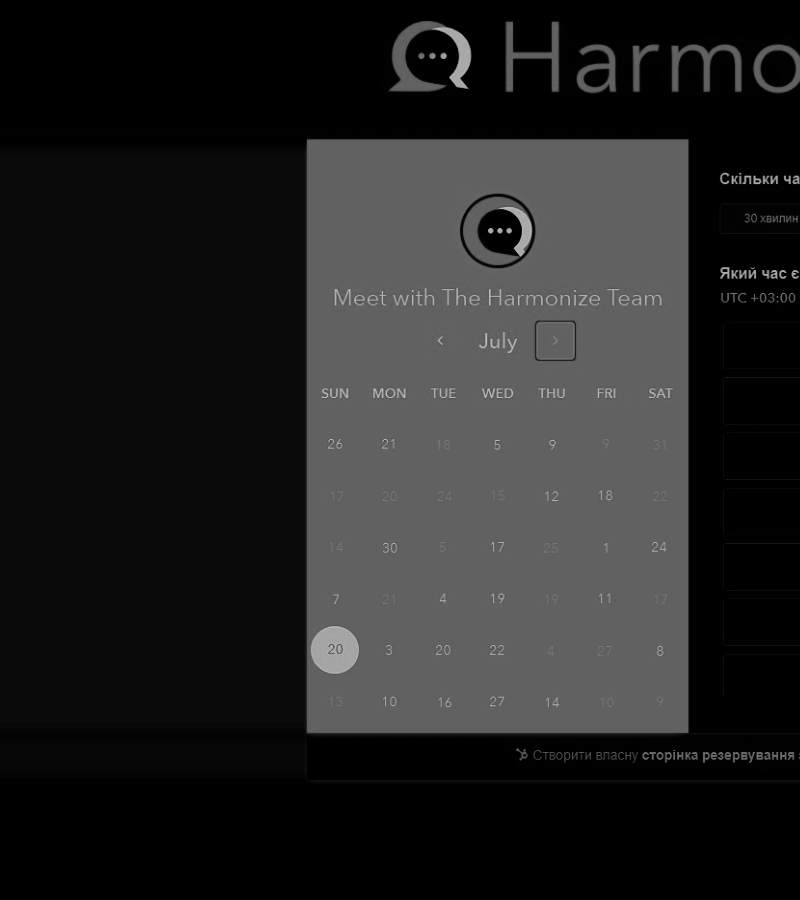 Harmo
Meet with The Harmonize Team
July
SUN MON TUE WED THU FRI SAT
26 21 18 5 9 9 31
17 20 24 15 12 18 22
14 30 5 17 25 1 24
7 21 4 19 19 11 17
20 3 20 22 4 27 8
13 10 16 27 14 10 9
Скільки ча
30 хвилин
Який час є
UTC +03:00
Створити власну сторінка резервування